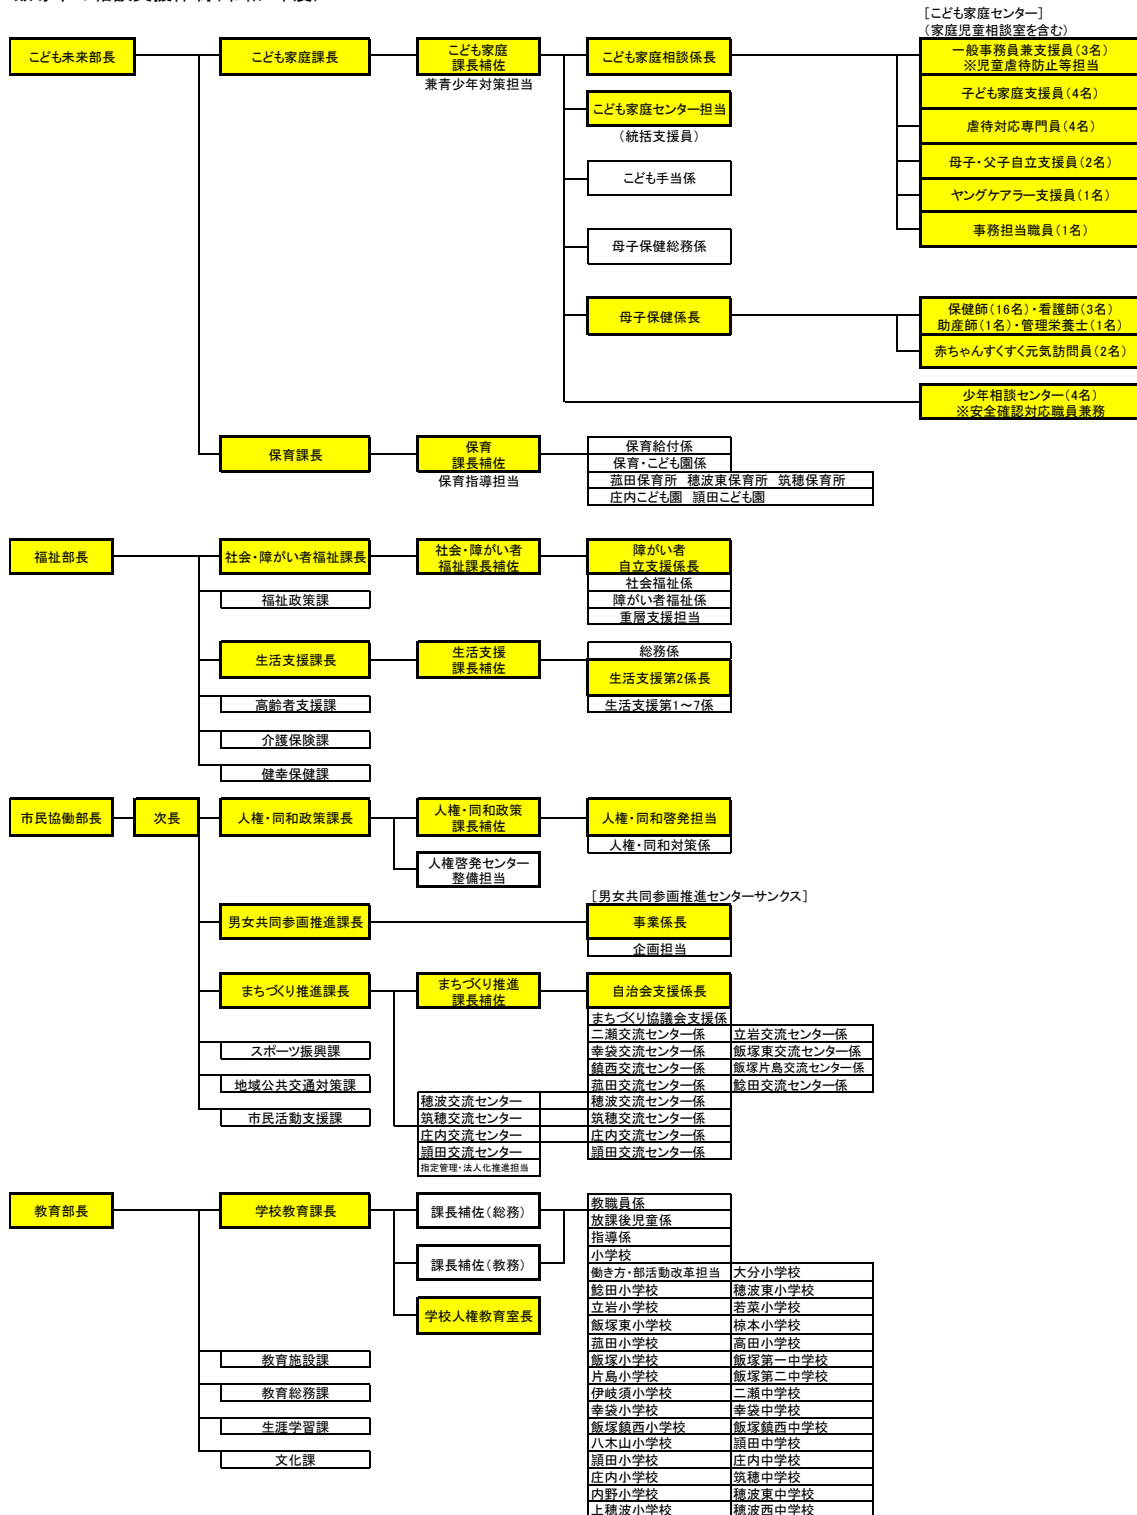 [こども家庭センター]
(家庭児童相談室を含む)
こども未来部長
こども家庭課長
こども家庭
課長補佐
兼青少年対策担当
こども家庭相談係長
一般事務員兼支援員(3名)
※児童虐待防止等担当
子ども家庭支援員(4名)
こども家庭センター担当
(統括支援員)
虐待対応専門員(4名)
母子・父子自立支援員(2名)
こども手当係
ヤングケアラー支援員(1名)
事務担当職員(1名)
母子保健総務係
母子保健係長
保健師(16名)・看護師(3名)
助産師(1名)・管理栄養士(1名)
赤ちゃんすくすく元気訪問員(2名)
少年相談センター(4名)
※安全確認対応職員兼務
保育課長
保育
課長補佐
保育指導担当
保育給付係
保育・こども園係
菰田保育所 穂波東保育所 筑穂保育所
庄内こども園 頴田こども園
福祉部長
社会・障がい者福祉課長
社会・障がい者
福祉課長補佐
障がい者
自立支援係長
社会福祉係
障がい者福祉係
重層支援担当
福祉政策課
生活支援課長
生活支援
課長補佐
総務係
生活支援第2係長
生活支援第1~7係
高齢者支援課
介護保険課
健幸保健課
市民協働部長
次長
人権・同和政策課長
人権・同和政策
課長補佐
人権・同和啓発担当
人権・同和対策係
人権啓発センター
整備担当
[男女共同参画推進センターサンクス]
男女共同参画推進課長
事業係長
企画担当
まちづくり推進課長
まちづくり推進
課長補佐
自治会支援係長
まちづくり協議会支援係
二瀬交流センター係 立岩交流センター係
幸袋交流センター係 飯塚東交流センター係
鎮西交流センター係 飯塚片島交流センター係
菰田交流センター係 鯰田交流センター係
スポーツ振興課
地域公共交通対策課
市民活動支援課
穂波交流センター 穂波交流センター係
筑穂交流センター 筑穂交流センター係
庄内交流センター 庄内交流センター係
頴田交流センター 頴田交流センター係
指定管理・法人化推進担当
教育部長
学校教育課長
課長補佐(総務)
課長補佐(教務)
学校人権教育室長
教職員係
放課後児童係
指導係
小学校
働き方・部活動改革担当 大分小学校
鯰田小学校 穂波東小学校
立岩小学校 若菜小学校
飯塚東小学校 椋本小学校
菰田小学校 高田小学校
飯塚小学校 飯塚第一中学校
片島小学校 飯塚第二中学校
伊岐須小学校 二瀬中学校
幸袋小学校 幸袋中学校
飯塚鎮西小学校 飯塚鎮西中学校
八木山小学校 頴田中学校
頴田小学校 庄内中学校
庄内小学校 筑穂中学校
内野小学校 穂波東中学校
上穂波小学校 穂波西中学校
教育施設課
教育総務課
生涯学習課
文化課